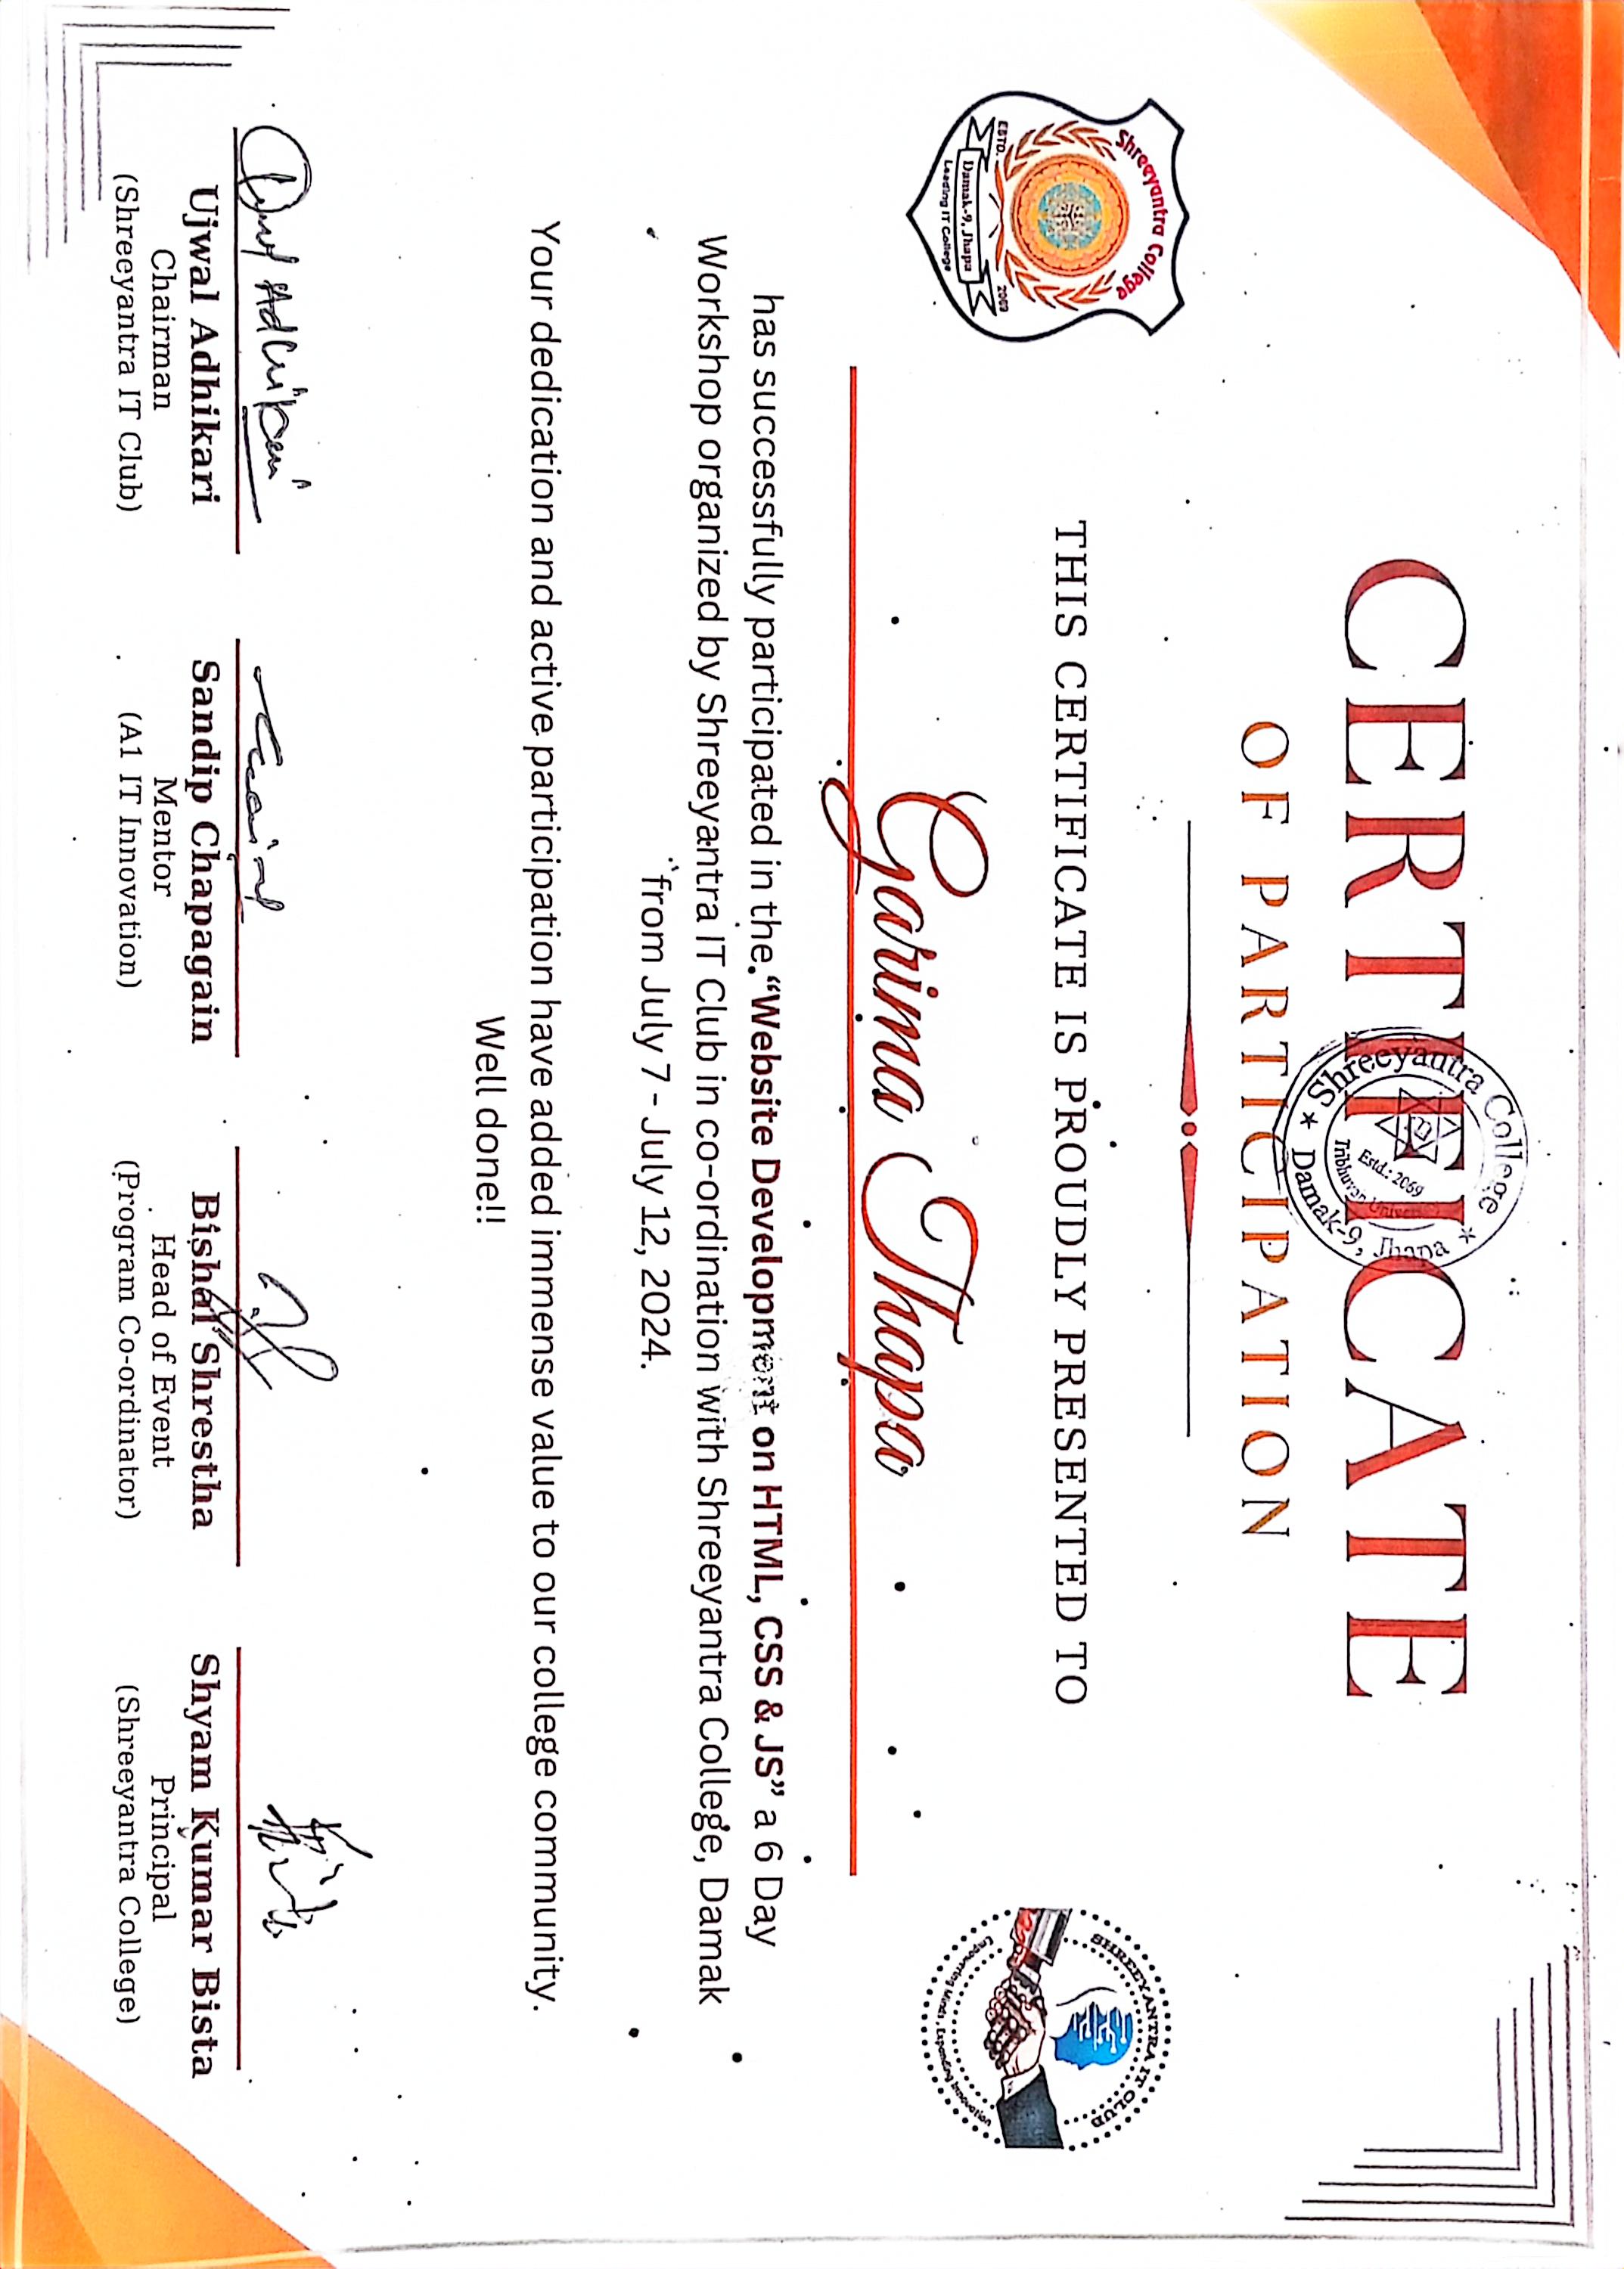 Shreeyantra College
Estd.: 2069
Damak-9, Jhapa
CERTIFICATE
OF PARTICIPATION
Shreeyantra College
ESTD. 2069
Damak-9, Jhapa
Leading IT College
SHREEYANTRA IT CLUB
Empowering Minds, Expanding Innovation
THIS CERTIFICATE IS PROUDLY PRESENTED TO
Garima Thapa
has successfully participated in the “Website Development on HTML, CSS & JS” a 6 Day
Workshop organized by Shreeyantra IT Club in co-ordination with Shreeyantra College, Damak
from July 7 - July 12, 2024.
Your dedication and active participation have added immense value to our college community.
Well done!!
Ujwal Adhikari
Chairman
(Shreeyantra IT Club)
Sandip Chapagain
Mentor
(A1 IT Innovation)
Bishal Shrestha
Head of Event
(Program Co-ordinator)
Shyam Kumar Bista
Principal
(Shreeyantra College)